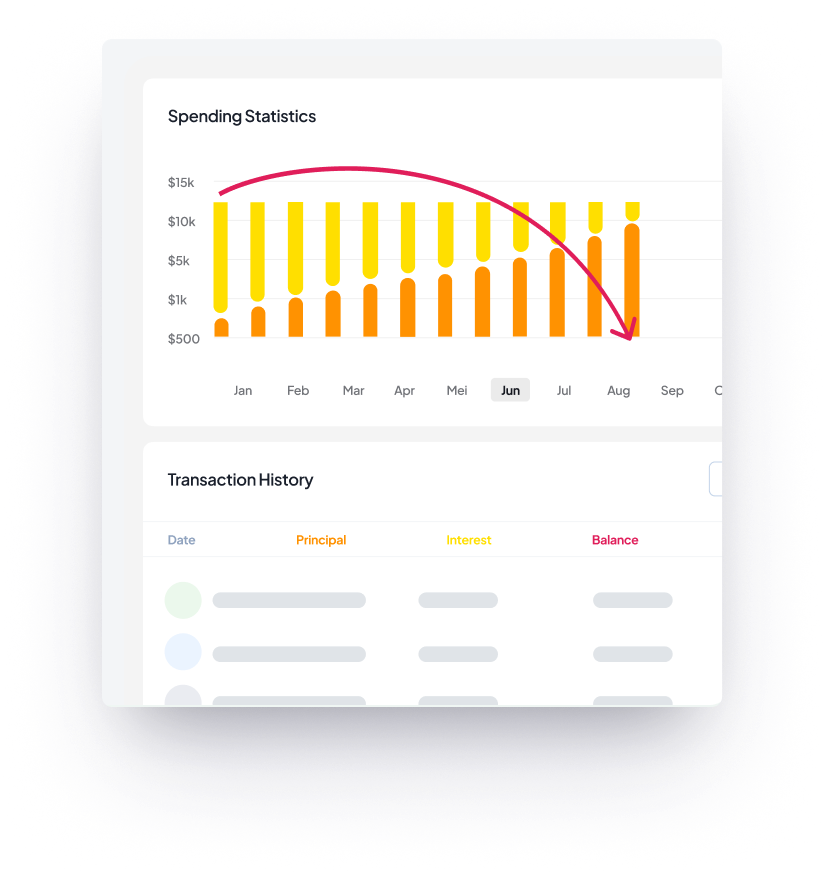 Spending Statistics
$15k
$10k
$5k
$1k
$500
Jan Feb Mar Apr Mei Jun Jul Aug Sep
Transaction History
Date Principal Interest Balance